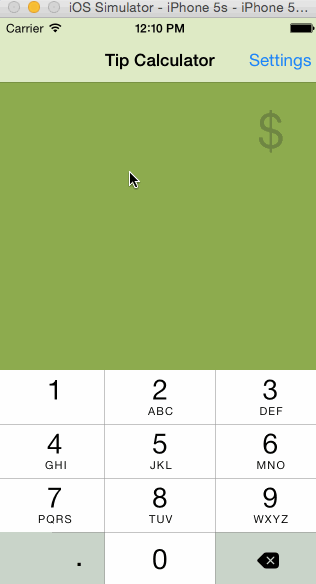 iOS Simulator - iPhone 5s - iPhone 5...
Carrier 12:10 PM
Tip Calculator Settings
$
1 2 3
ABC DEF
4 5 6
GHI JKL MNO
7 8 9
PQRS TUV WXYZ
. 0